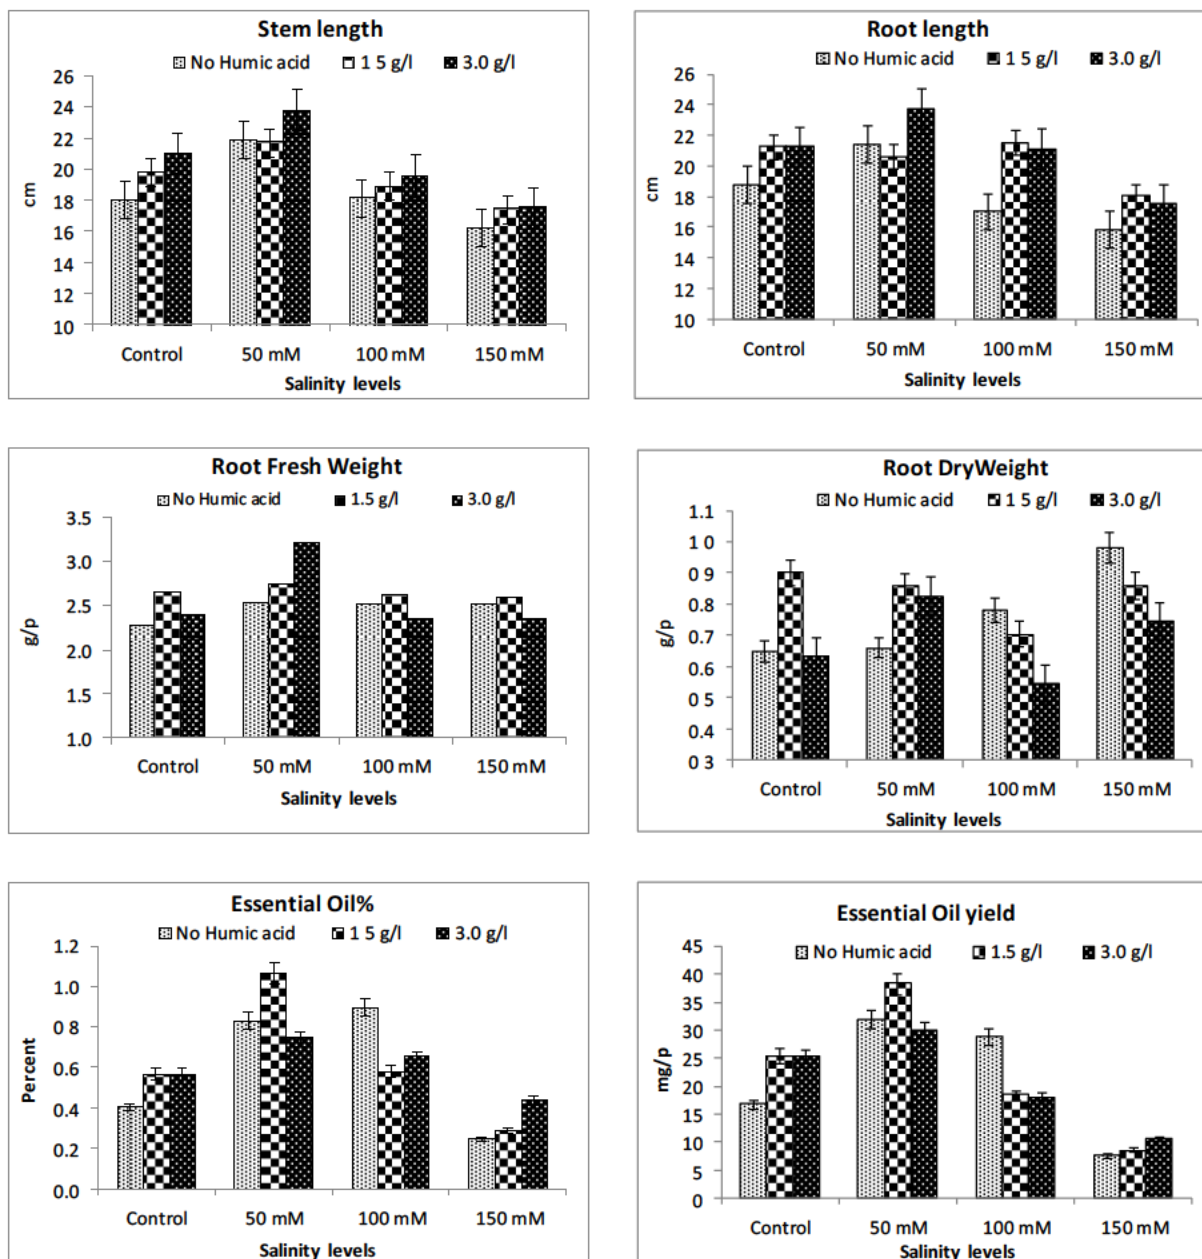 Stem length
No Humic acid 1 5 g/l 3.0 g/l
26
24
22
20
18
16
14
12
10
cm
Control 50 mM 100 mM 150 mM
Salinity levels
Root length
No Humic acid 1 5 g/l 3.0 g/l
26
24
22
20
18
16
14
12
10
cm
Control 50 mM 100 mM 150 mM
Salinity levels
Root Fresh Weight
No Humic acid 1.5 g/l 3.0 g/l
3.5
3.0
2.5
2.0
1.5
1.0
g/p
Control 50 mM 100 mM 150 mM
Salinity levels
Root DryWeight
No Humic acid 1 5 g/l 3.0 g/l
1.1
1 0
0.9
0.8
0.7
0.6
0.5
0.4
0 3
g/p
Control 50 mM 100 mM 150 mM
Salinity levels
Essential Oil%
No Humic acid 1 5 g/l 3.0 g/l
1.2
1.0
0.8
0.6
0.4
0.2
0.0
Percent
Control 50 mM 100 mM 150 mM
Salinity levels
Essential Oil yield
No Humic acid 1.5 g/l 3.0 g/l
45
40
35
30
25
20
15
10
5
0
mg/p
Control 50 mM 100 mM 150 mM
Salinity levels